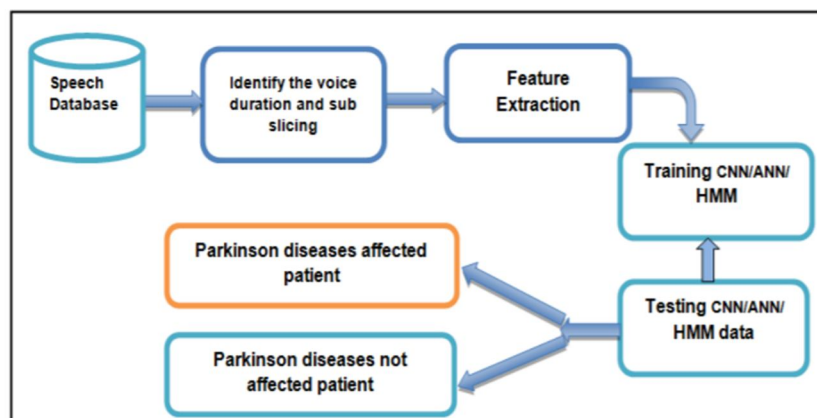 Speech
Database
Identify the voice
duration and sub
slicing
Feature
Extraction
Training CNN/ANN/
HMM
Parkinson diseases affected
patient
Testing CNN/ANN/
HMM data
Parkinson diseases not
affected patient